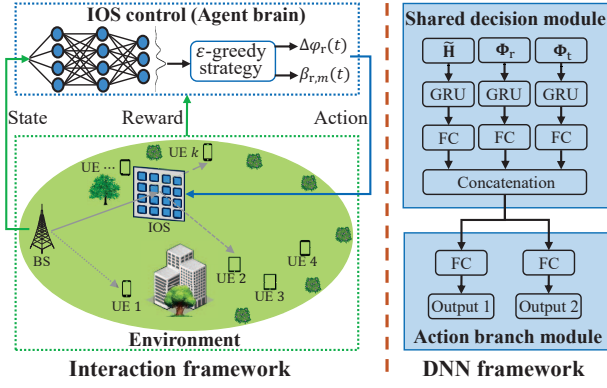 IOS control (Agent brain)
ε-greedy
strategy
Δφr(t)
βr,m(t)
State
Reward
Action
UE k
UE ...
IOS
BS
UE 1
UE 2
UE 3
UE 4
Environment
Interaction framework
Shared decision module
H̃ Φr Φt
GRU GRU GRU
FC FC FC
Concatenation
FC FC
Output 1 Output 2
Action branch module
DNN framework